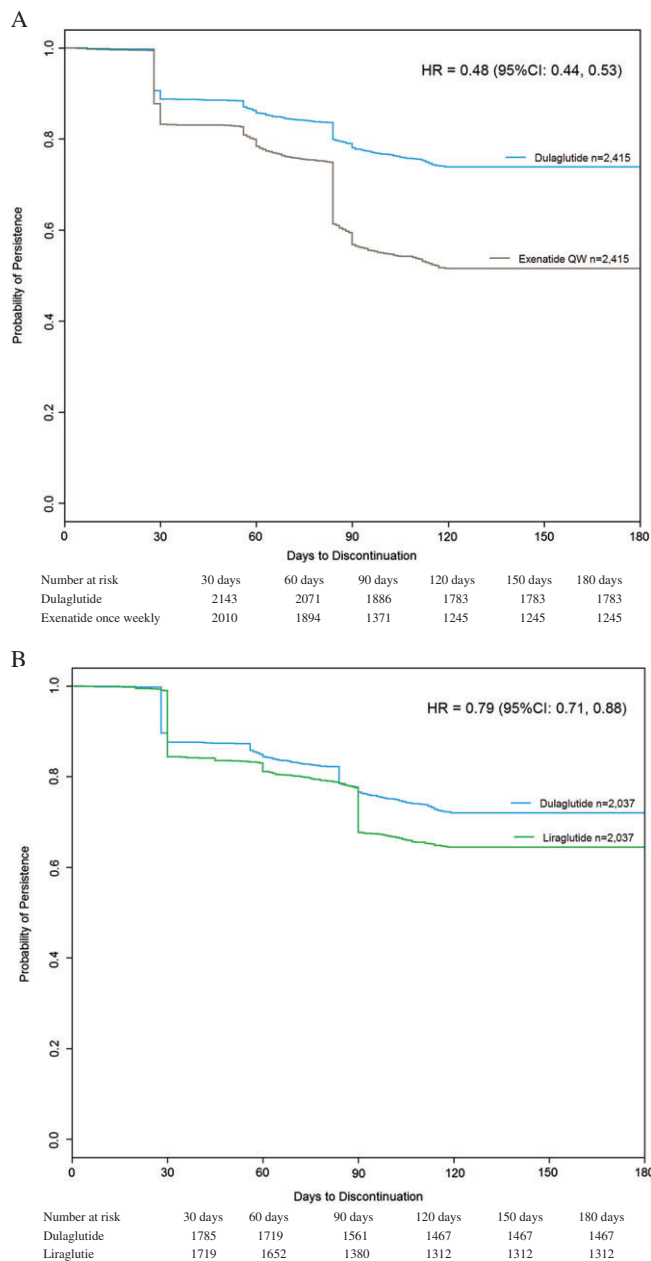 A
HR = 0.48 (95%CI: 0.44, 0.53)
1.0
0.8
0.6
0.4
0.2
0.0
Probability of Persistence
Dulaglutide n=2,415
Exenatide QW n=2,415
0 30 60 90 120 150 180
Days to Discontinuation
Number at risk 30 days 60 days 90 days 120 days 150 days 180 days
Dulaglutide 2143 2071 1886 1783 1783 1783
Exenatide once weekly 2010 1894 1371 1245 1245 1245
B
HR = 0.79 (95%CI: 0.71, 0.88)
1.0
0.8
0.6
0.4
0.2
0.0
Probability of Persistence
Dulaglutide n=2,037
Liraglutide n=2,037
0 30 60 90 120 150 180
Days to Discontinuation
Number at risk 30 days 60 days 90 days 120 days 150 days 180 days
Dulaglutide 1785 1719 1561 1467 1467 1467
Liraglutie 1719 1652 1380 1312 1312 1312